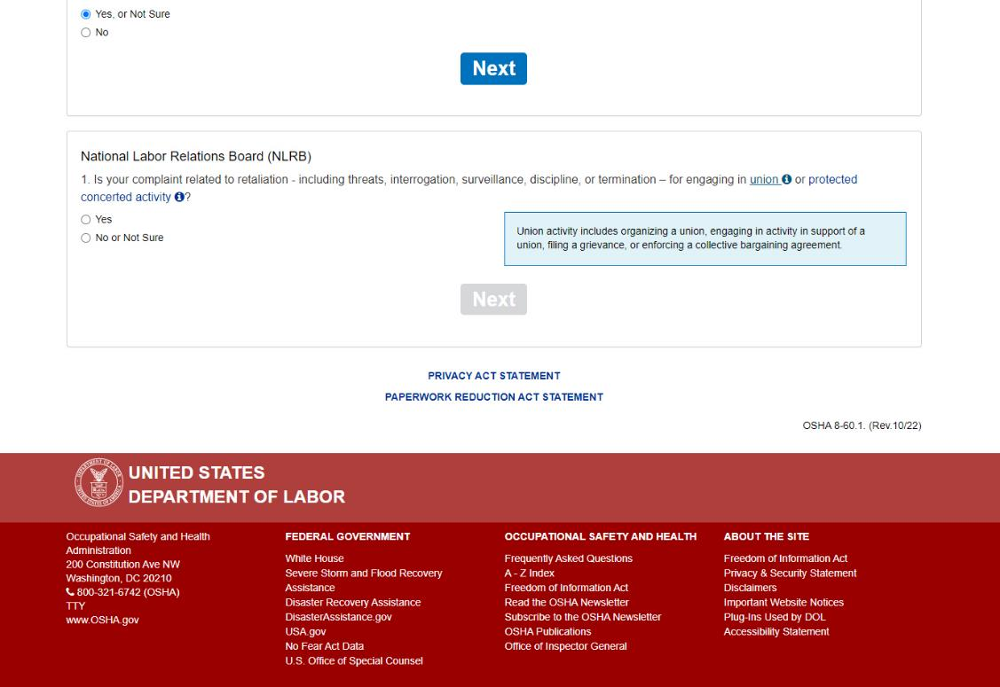 Yes, or Not Sure
No
Next
National Labor Relations Board (NLRB)
1. Is your complaint related to retaliation - including threats, interrogation, surveillance, discipline, or termination – for engaging in union or protected
concerted activity ?
Yes
No or Not Sure
Union activity includes organizing a union, engaging in activity in support of a
union, filing a grievance, or enforcing a collective bargaining agreement.
Next
PRIVACY ACT STATEMENT
PAPERWORK REDUCTION ACT STATEMENT
OSHA 8-60.1. (Rev.10/22)
UNITED STATES
DEPARTMENT OF LABOR
Occupational Safety and Health
Administration
200 Constitution Ave NW
Washington, DC 20210
800-321-6742 (OSHA)
TTY
www.OSHA.gov
FEDERAL GOVERNMENT
White House
Severe Storm and Flood Recovery
Assistance
Disaster Recovery Assistance
DisasterAssistance.gov
USA.gov
No Fear Act Data
U.S. Office of Special Counsel
OCCUPATIONAL SAFETY AND HEALTH
Frequently Asked Questions
A - Z Index
Freedom of Information Act
Read the OSHA Newsletter
Subscribe to the OSHA Newsletter
OSHA Publications
Office of Inspector General
ABOUT THE SITE
Freedom of Information Act
Privacy & Security Statement
Disclaimers
Important Website Notices
Plug-Ins Used by DOL
Accessibility Statement